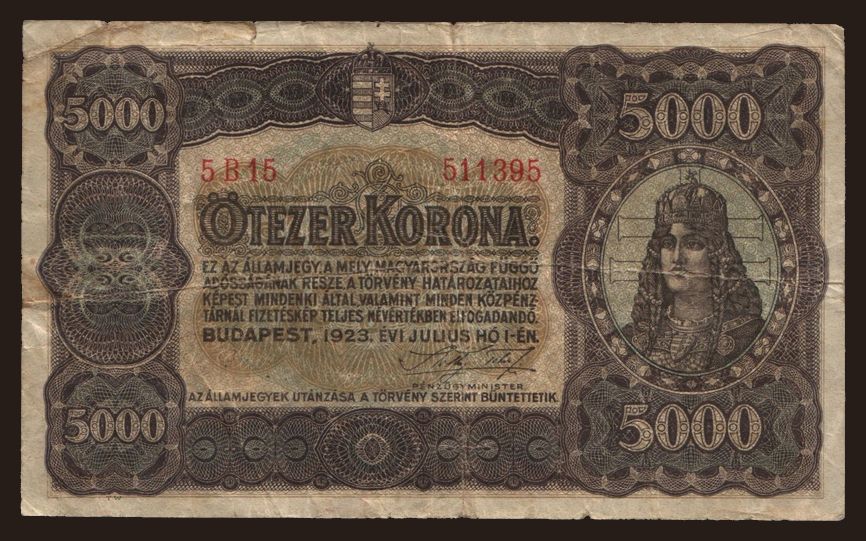 5000
5000
5 B 15 511395
ÖTEZER KORONA.
EZ AZ ÁLLAMJEGY, A MELY MAGYARORSZÁG FÜGGŐ
ADÓSSÁGÁNAK RÉSZE, A TÖRVÉNY HATÁROZATAIHOZ
KÉPEST MINDENKI ÁLTAL, VALAMINT MINDEN KÖZPÉNZ-
TÁRNÁL FIZETÉSKÉP TELJES NÉVÉRTÉKBEN ELFOGADANDÓ.
BUDAPEST, 1923. ÉVI JULIUS HÓ 1-ÉN.
PÉNZÜGYMINISTER.
AZ ÁLLAMJEGYEK UTÁNZÁSA A TÖRVÉNY SZERINT BÜNTETTETIK.
5000
5000
TW